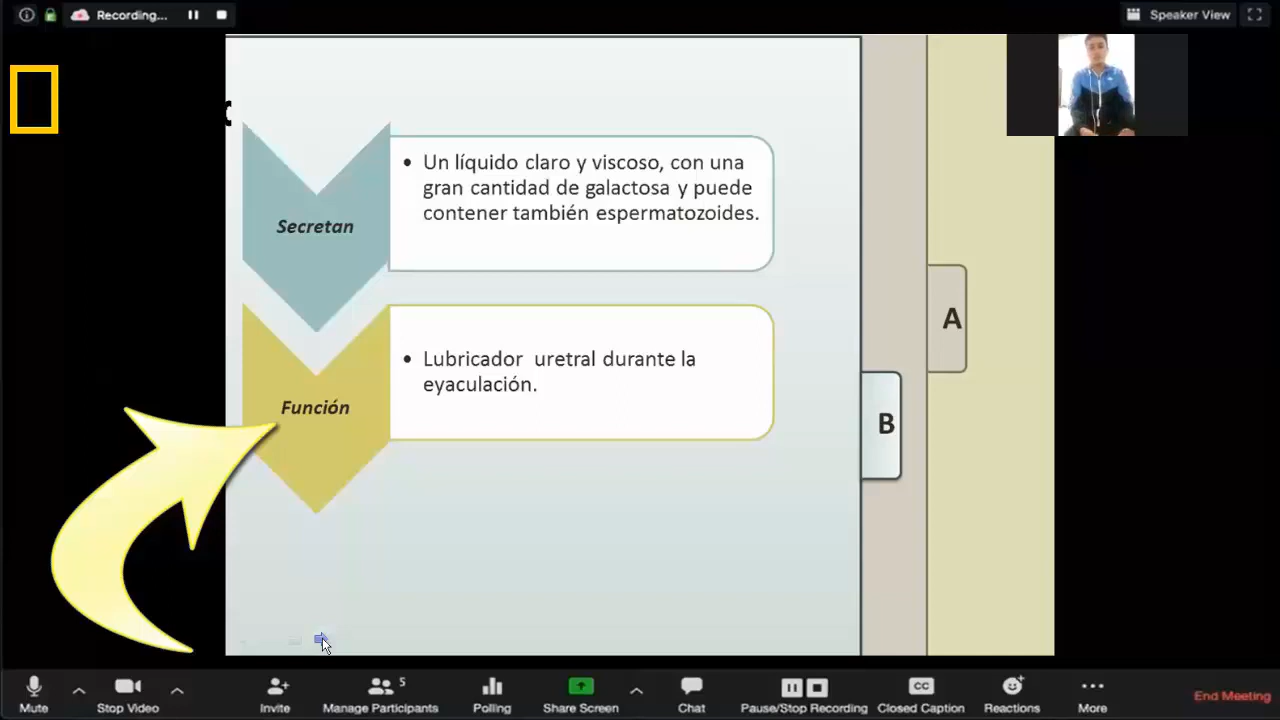 Recording...
Speaker View
Secretan
• Un líquido claro y viscoso, con una
gran cantidad de galactosa y puede
contener también espermatozoides.
Función
• Lubricador uretral durante la
eyaculación.
A
B
Mute
Stop Video
Invite
Manage Participants
5
Polling
Share Screen
Chat
Pause/Stop Recording
CC
Closed Caption
Reactions
More
End Meeting